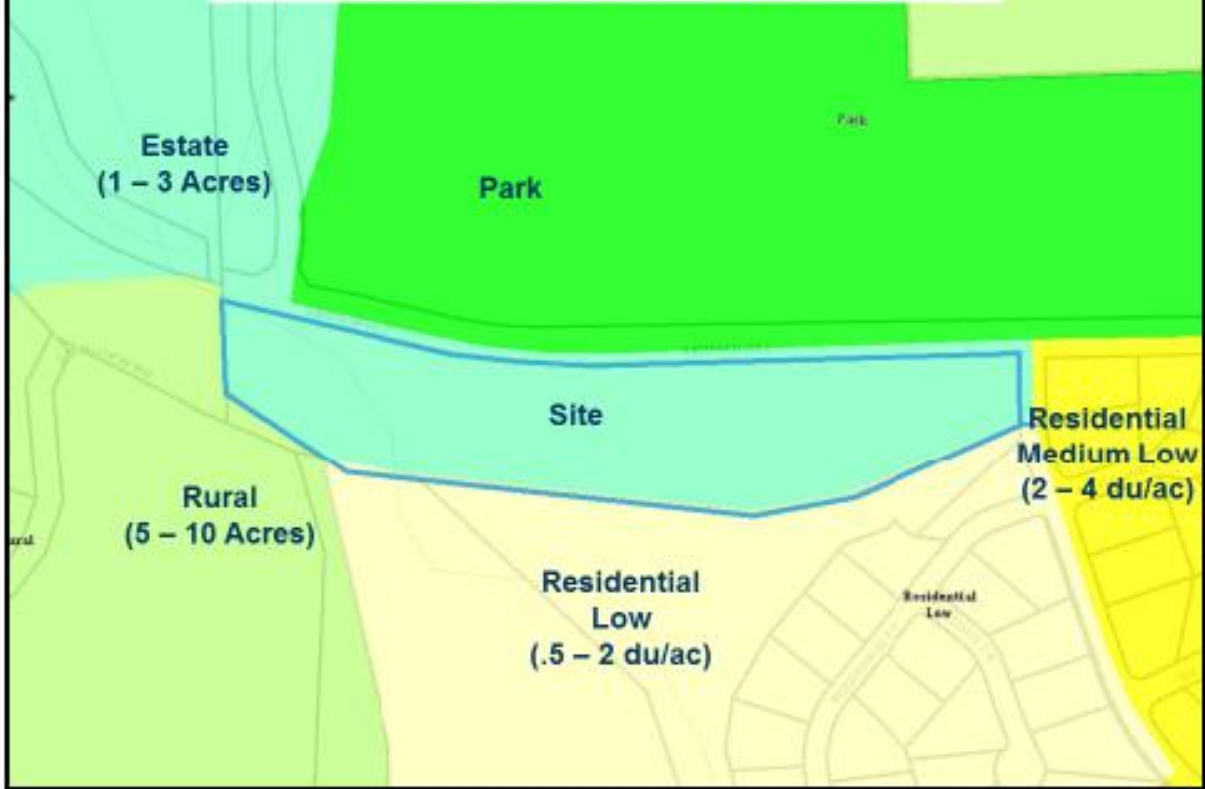 Park
Estate
(1 – 3 Acres)
Park
Site
Residential
Medium Low
(2 – 4 du/ac)
Rural
(5 – 10 Acres)
Residential
Low
(.5 – 2 du/ac)
Residential
Low